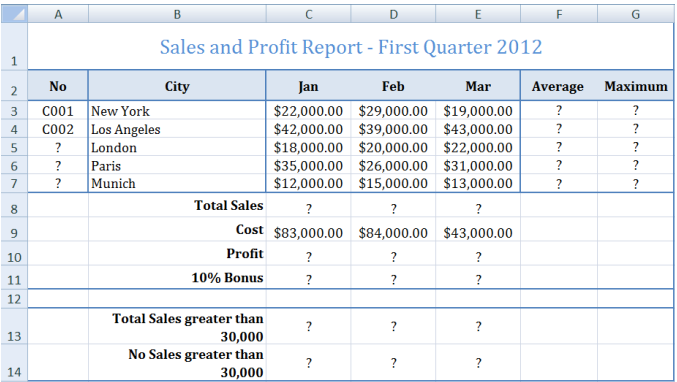 A B C D E F G
1 Sales and Profit Report - First Quarter 2012
2 No City Jan Feb Mar Average Maximum
3 C001 New York $22,000.00 $29,000.00 $19,000.00 ? ?
4 C002 Los Angeles $42,000.00 $39,000.00 $43,000.00 ? ?
5 ? London $18,000.00 $20,000.00 $22,000.00 ? ?
6 ? Paris $35,000.00 $26,000.00 $31,000.00 ? ?
7 ? Munich $12,000.00 $15,000.00 $13,000.00 ? ?
8 Total Sales ? ? ?
9 Cost $83,000.00 $84,000.00 $43,000.00
10 Profit ? ? ?
11 10% Bonus ? ? ?
12
Total Sales greater than
13 30,000 ? ? ?
No Sales greater than
14 30,000 ? ? ?